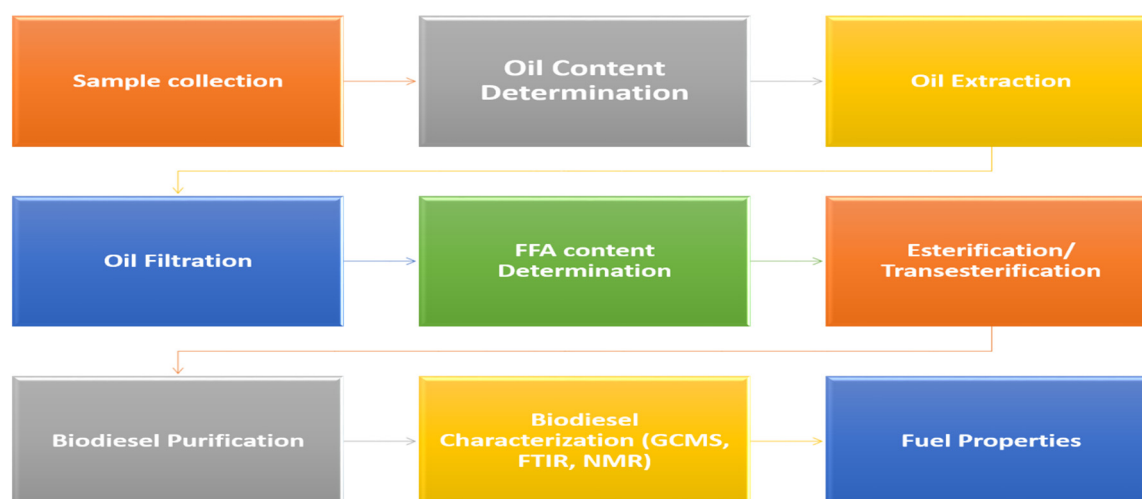 Sample collection
Oil Content
Determination
Oil Extraction
Oil Filtration
FFA content
Determination
Esterification/
Transesterification
Biodiesel Purification
Biodiesel
Characterization (GCMS,
FTIR, NMR)
Fuel Properties